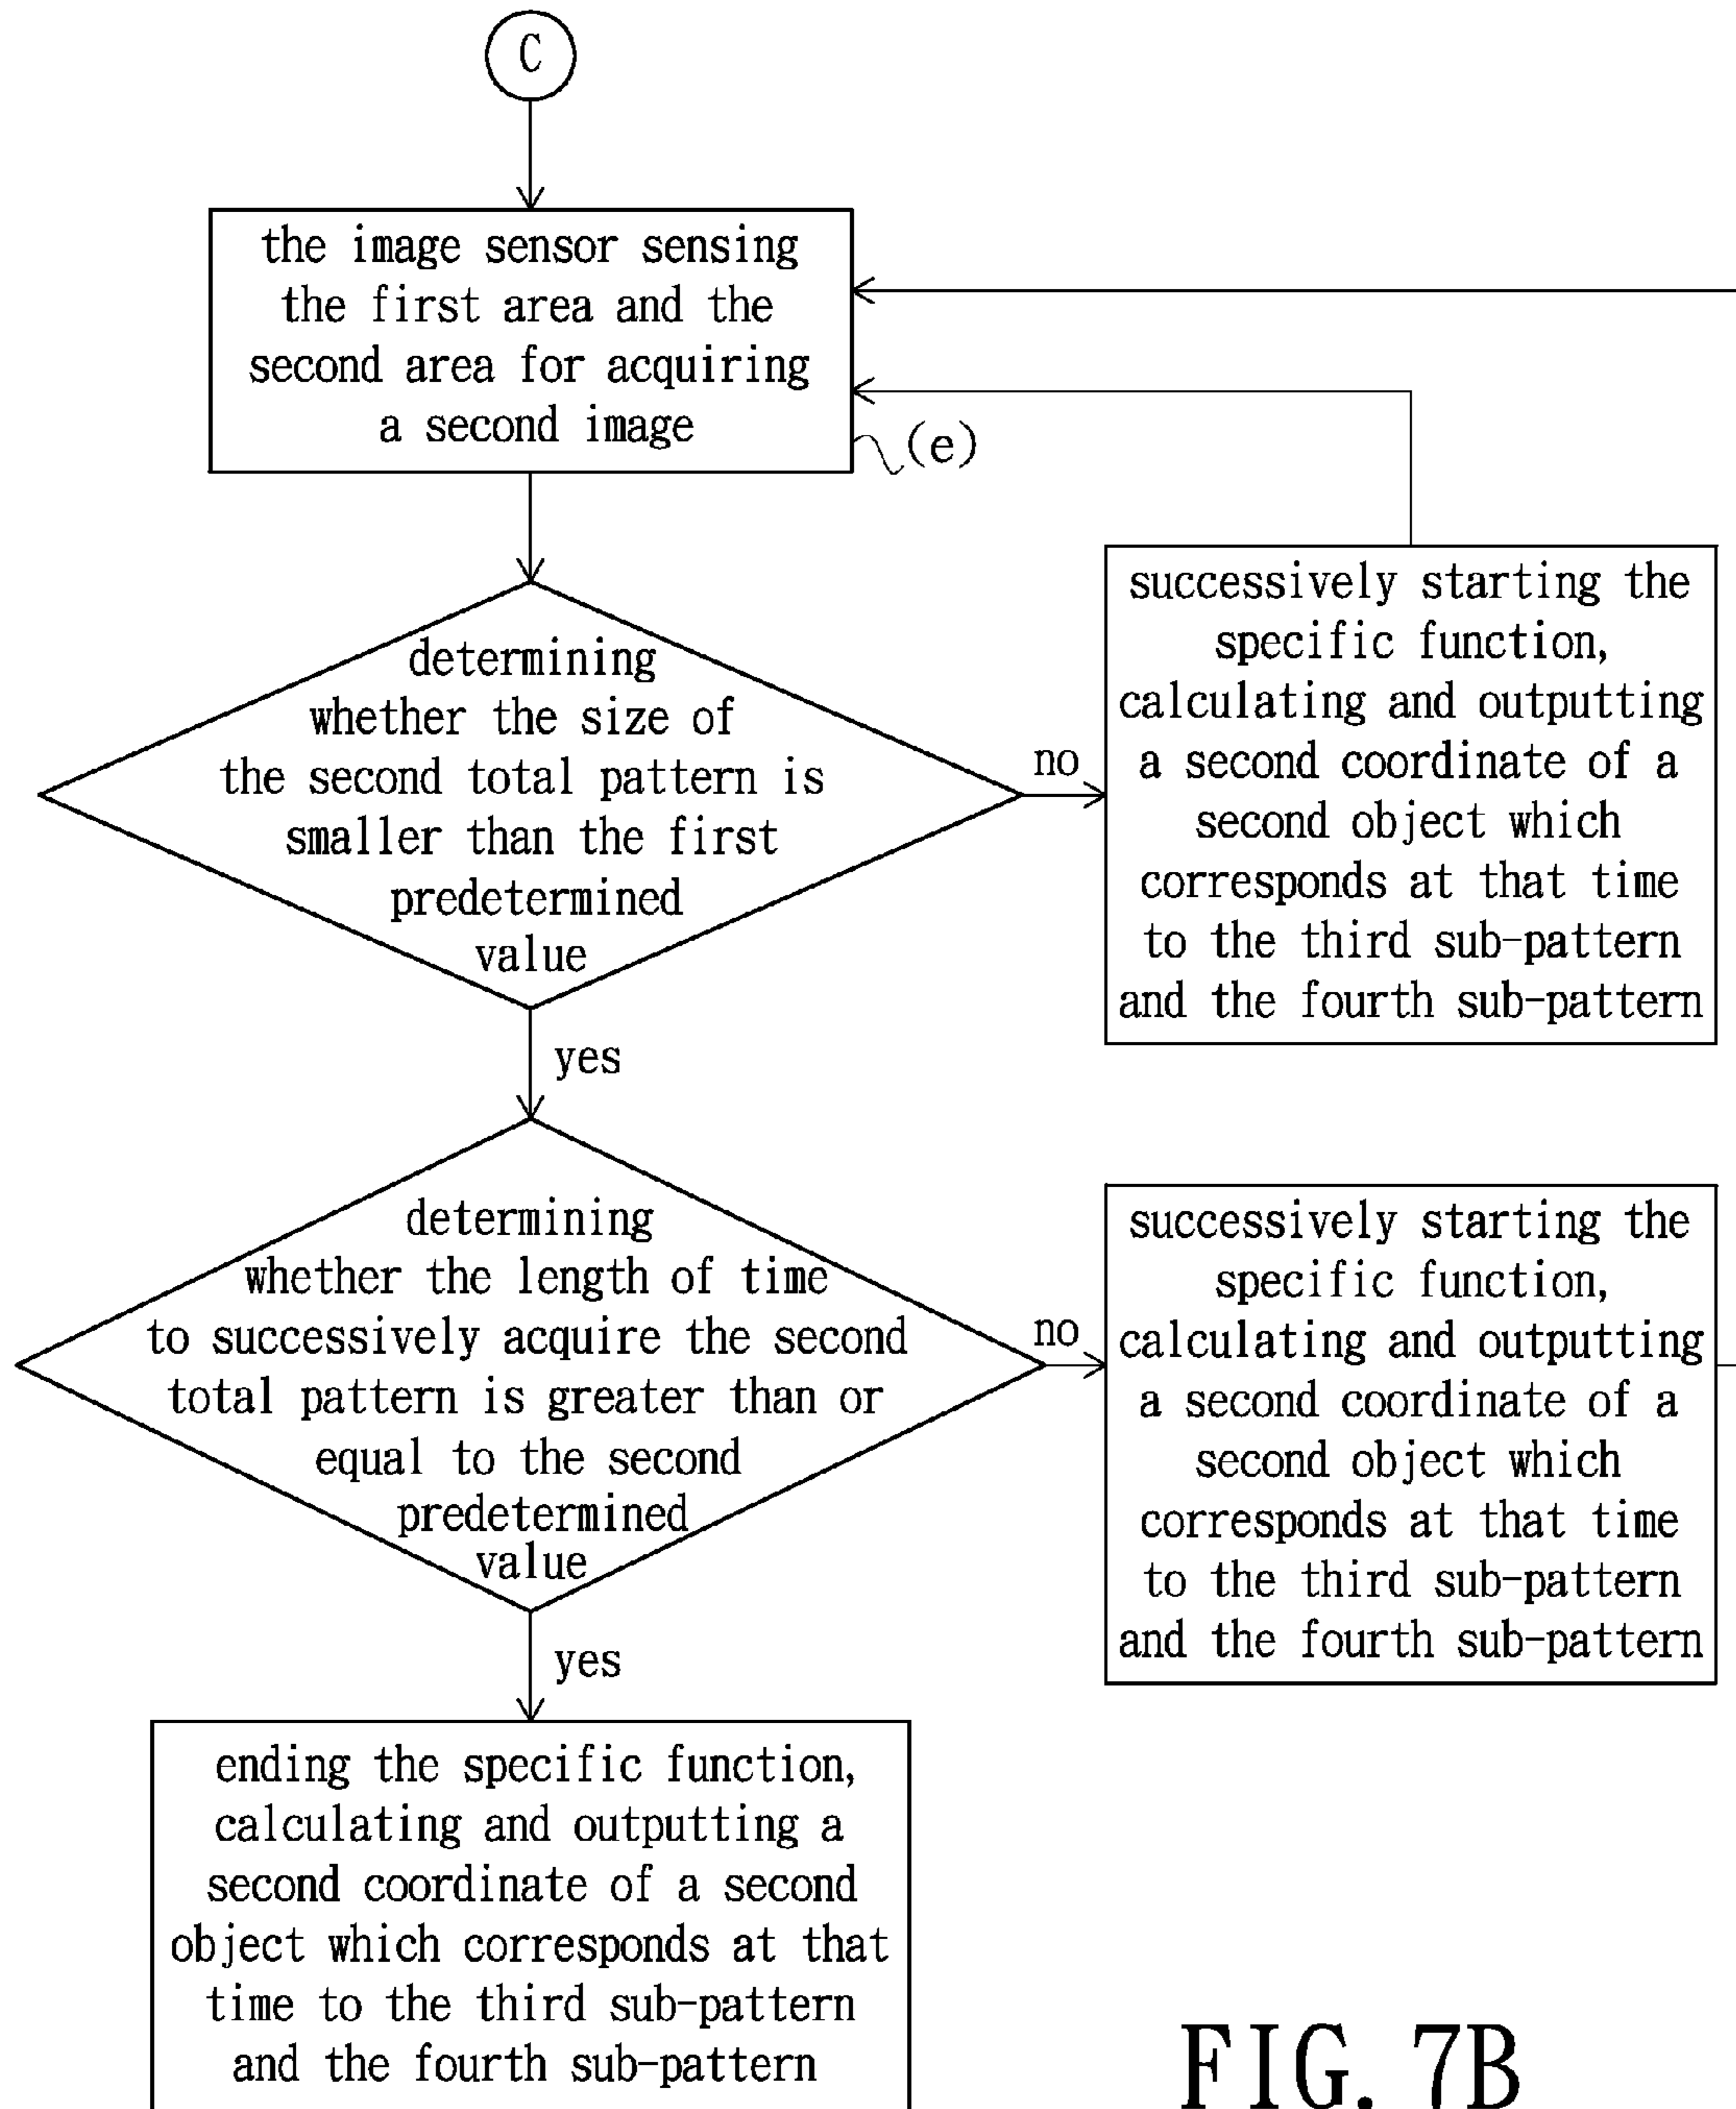 C
the image sensor sensing
the first area and the
second area for acquiring
a second image
(e)
determining
whether the size of
the second total pattern is
smaller than the first
predetermined
value
no
successively starting the
specific function,
calculating and outputting
a second coordinate of a
second object which
corresponds at that time
to the third sub-pattern
and the fourth sub-pattern
yes
determining
whether the length of time
to successively acquire the second
total pattern is greater than or
equal to the second
predetermined
value
no
successively starting the
specific function,
calculating and outputting
a second coordinate of a
second object which
corresponds at that time
to the third sub-pattern
and the fourth sub-pattern
yes
ending the specific function,
calculating and outputting a
second coordinate of a second
object which corresponds at that
time to the third sub-pattern
and the fourth sub-pattern
FIG. 7B